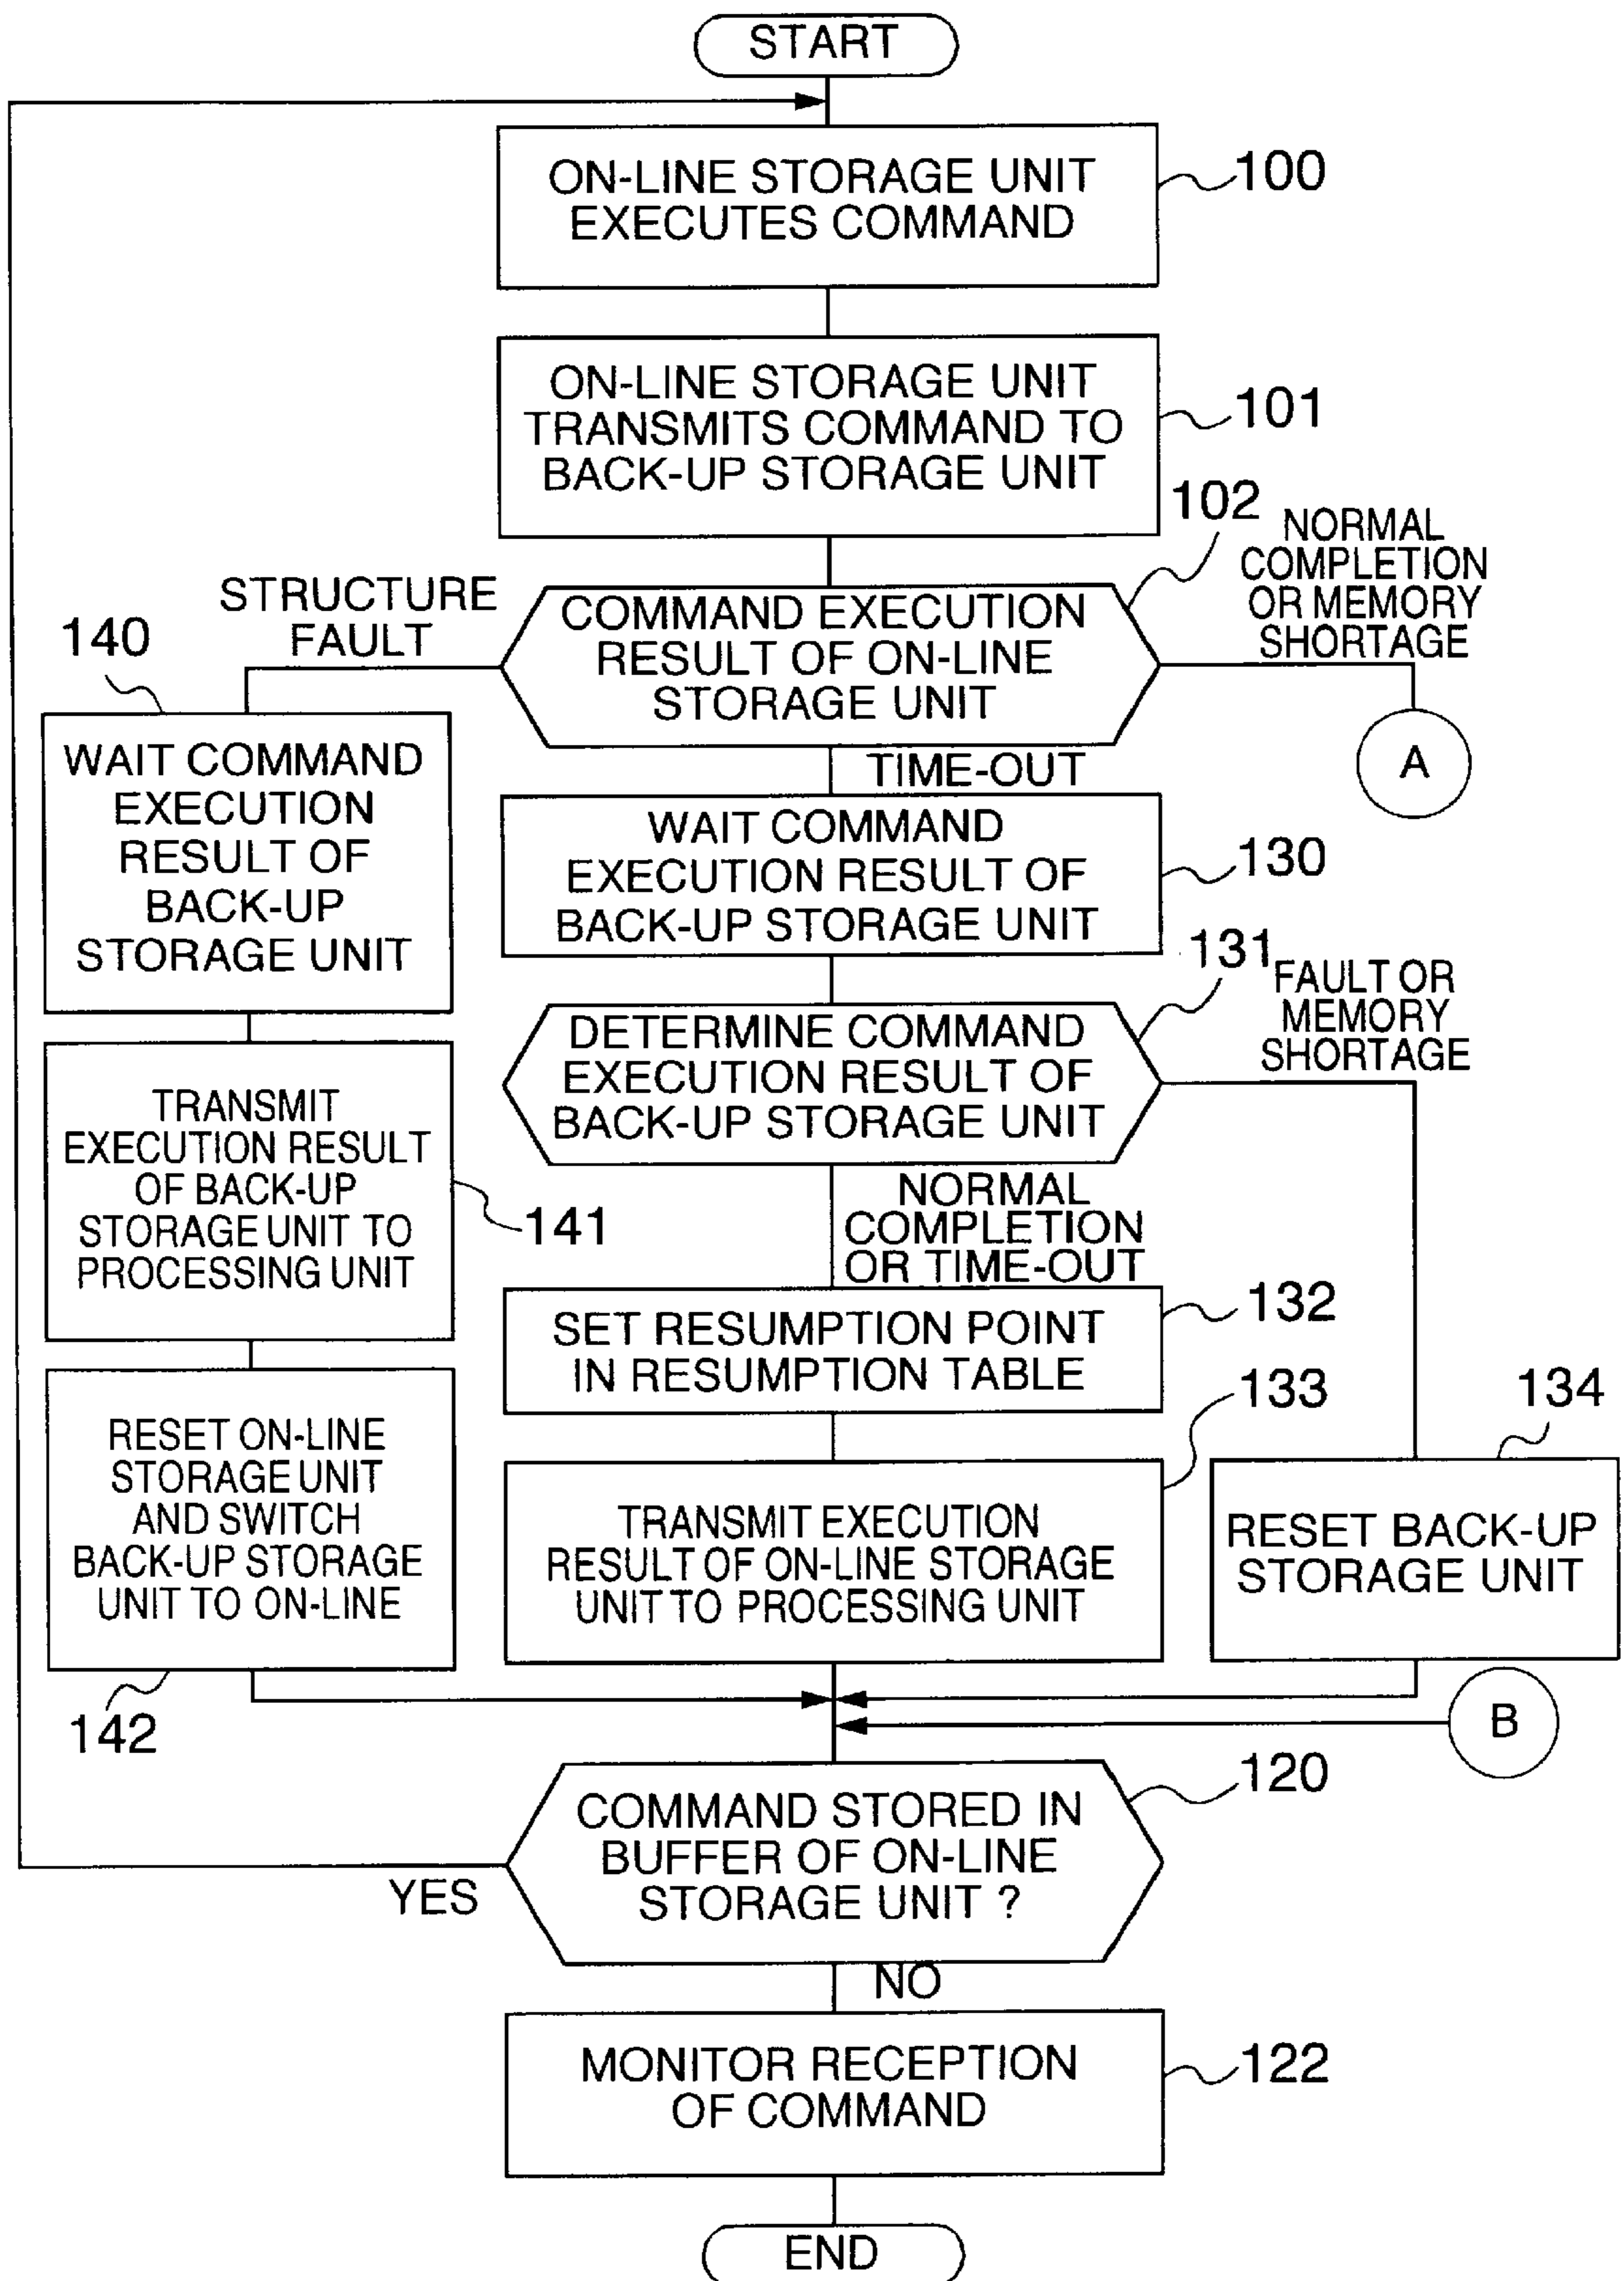 START
ON-LINE STORAGE UNIT
EXECUTES COMMAND
100
ON-LINE STORAGE UNIT
TRANSMITS COMMAND TO
BACK-UP STORAGE UNIT
101
102
NORMAL
COMPLETION
OR MEMORY
SHORTAGE
STRUCTURE
FAULT
COMMAND EXECUTION
RESULT OF ON-LINE
STORAGE UNIT
140
A
TIME-OUT
WAIT COMMAND
EXECUTION
RESULT OF
BACK-UP
STORAGE UNIT
WAIT COMMAND
EXECUTION RESULT OF
BACK-UP STORAGE UNIT
130
131
FAULT OR
MEMORY
SHORTAGE
DETERMINE COMMAND
EXECUTION RESULT OF
BACK-UP STORAGE UNIT
TRANSMIT
EXECUTION RESULT
OF BACK-UP
STORAGE UNIT TO
PROCESSING UNIT
141
NORMAL
COMPLETION
OR TIME-OUT
SET RESUMPTION POINT
IN RESUMPTION TABLE
132
133
134
RESET ON-LINE
STORAGE UNIT
AND SWITCH
BACK-UP STORAGE
UNIT TO ON-LINE
TRANSMIT EXECUTION
RESULT OF ON-LINE STORAGE
UNIT TO PROCESSING UNIT
RESET BACK-UP
STORAGE UNIT
142
B
120
COMMAND STORED IN
BUFFER OF ON-LINE
STORAGE UNIT ?
YES
NO
MONITOR RECEPTION
OF COMMAND
122
END